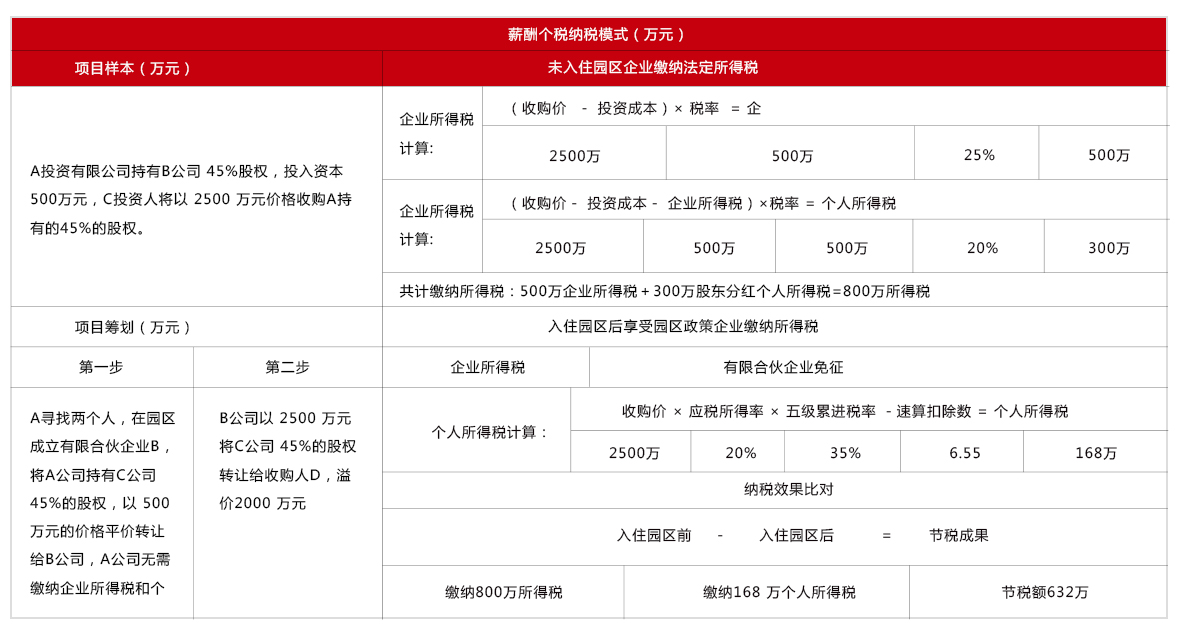 薪酬个税纳税模式（万元）
项目样本（万元）
未入住园区企业缴纳法定所得税
A投资有限公司持有B公司 45%股权，投入资本
500万元，C投资人将以 2500 万元价格收购A持
有的45%的股权。
企业所得税
计算:
（收购价 - 投资成本）× 税率 = 企
2500万
500万
25%
500万
企业所得税
计算:
（收购价 - 投资成本 - 企业所得税）×税率 = 个人所得税
2500万
500万
500万
20%
300万
共计缴纳所得税：500万企业所得税＋300万股东分红个人所得税=800万所得税
项目筹划（万元）
入住园区后享受园区政策企业缴纳所得税
第一步
第二步
企业所得税
有限合伙企业免征
A寻找两个人，在园区
成立有限合伙企业B，
将A公司持有C公司
45%的股权，以 500
万元的价格平价转让
给B公司，A公司无需
缴纳企业所得税和个
B公司以 2500 万元
将C公司 45%的股权
转让给收购人D，溢
价2000 万元
个人所得税计算：
收购价 × 应税所得率 × 五级累进税率 - 速算扣除数 = 个人所得税
2500万
20%
35%
6.55
168万
纳税效果比对
入住园区前 - 入住园区后 = 节税成果
缴纳800万所得税
缴纳168 万个人所得税
节税额632万